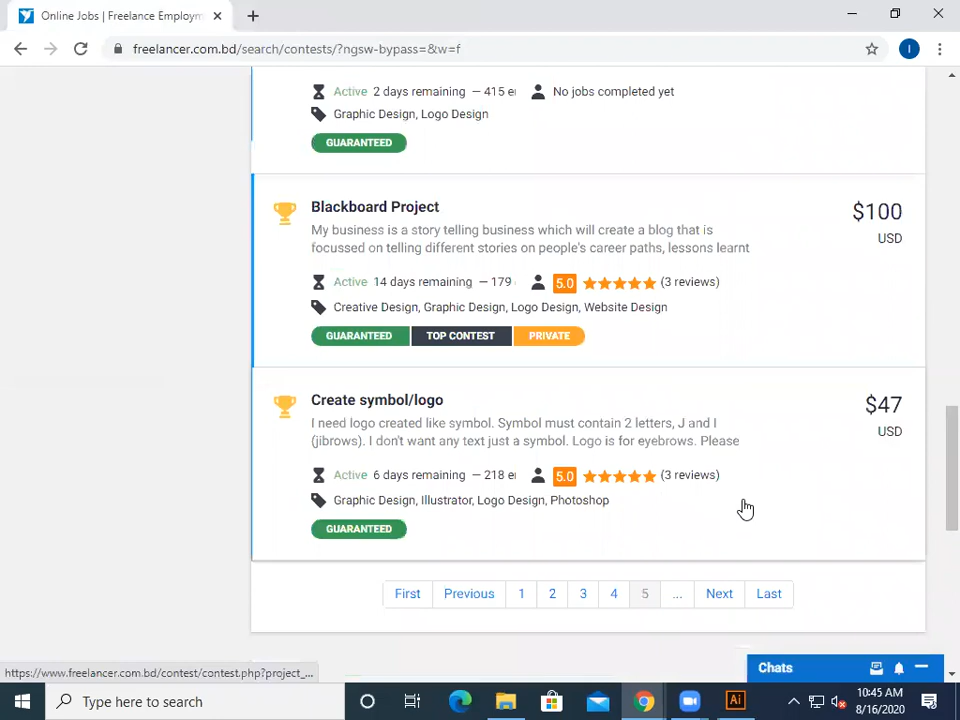 Online Jobs | Freelance Employm
freelancer.com.bd/search/contests/?ngsw-bypass=&w=f
I
Active 2 days remaining — 415 e No jobs completed yet
Graphic Design, Logo Design
GUARANTEED
Blackboard Project
$100
USD
My business is a story telling business which will create a blog that is
focussed on telling different stories on people's career paths, lessons learnt
Active 14 days remaining — 179 5.0 (3 reviews)
Creative Design, Graphic Design, Logo Design, Website Design
GUARANTEED TOP CONTEST PRIVATE
Create symbol/logo
$47
USD
I need logo created like symbol. Symbol must contain 2 letters, J and I
(jibrows). I don't want any text just a symbol. Logo is for eyebrows. Please
Active 6 days remaining — 218 e 5.0 (3 reviews)
Graphic Design, Illustrator, Logo Design, Photoshop
GUARANTEED
First Previous 1 2 3 4 5 ... Next Last
https://www.freelancer.com.bd/contest/contest.php?project_...
Chats
Type here to search
Ai
10:45 AM
8/16/2020